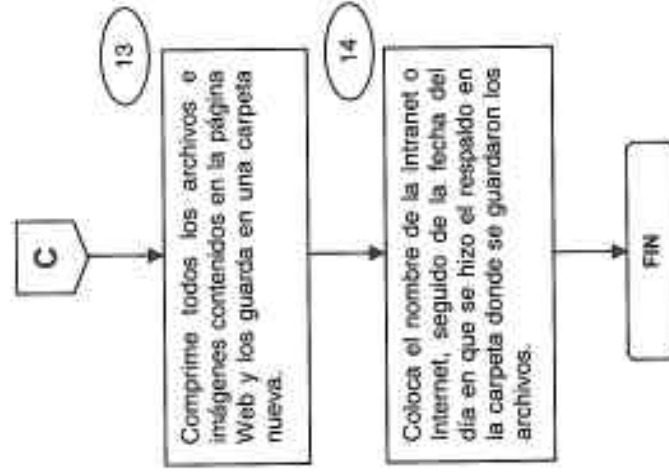 C
13
Comprime todos los archivos e
imágenes contenidos en la página
Web y los guarda en una carpeta
nueva.
14
Coloca el nombre de la Intranet o
Internet, seguido de la fecha del
día en que se hizo el respaldo en
la carpeta donde se guardaron los
archivos.
FIN